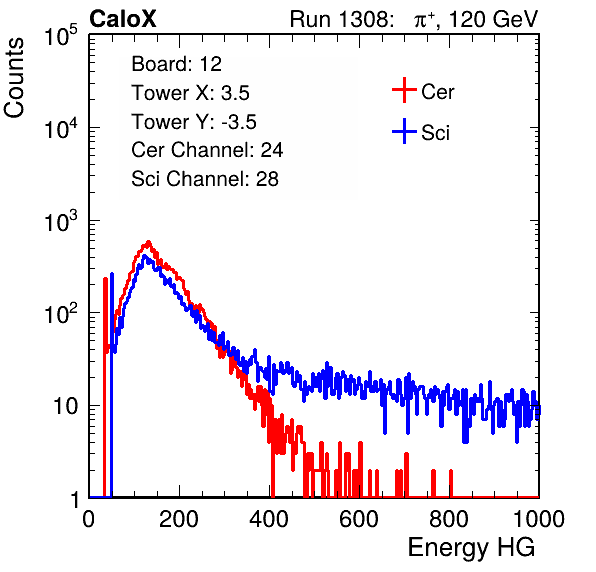 CaloX Run 1308: π⁺, 120 GeV
Board: 12
Tower X: 3.5
Tower Y: -3.5
Cer Channel: 24
Sci Channel: 28
Cer
Sci
Counts
10⁵
10⁴
10³
10²
10
1
0 200 400 600 800 1000
Energy HG